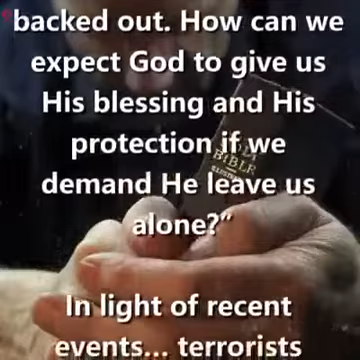 backed out. How can we
expect God to give us
His blessing and His
protection if we
demand He leave us
alone?”
In light of recent
events... terrorists
BIBLE